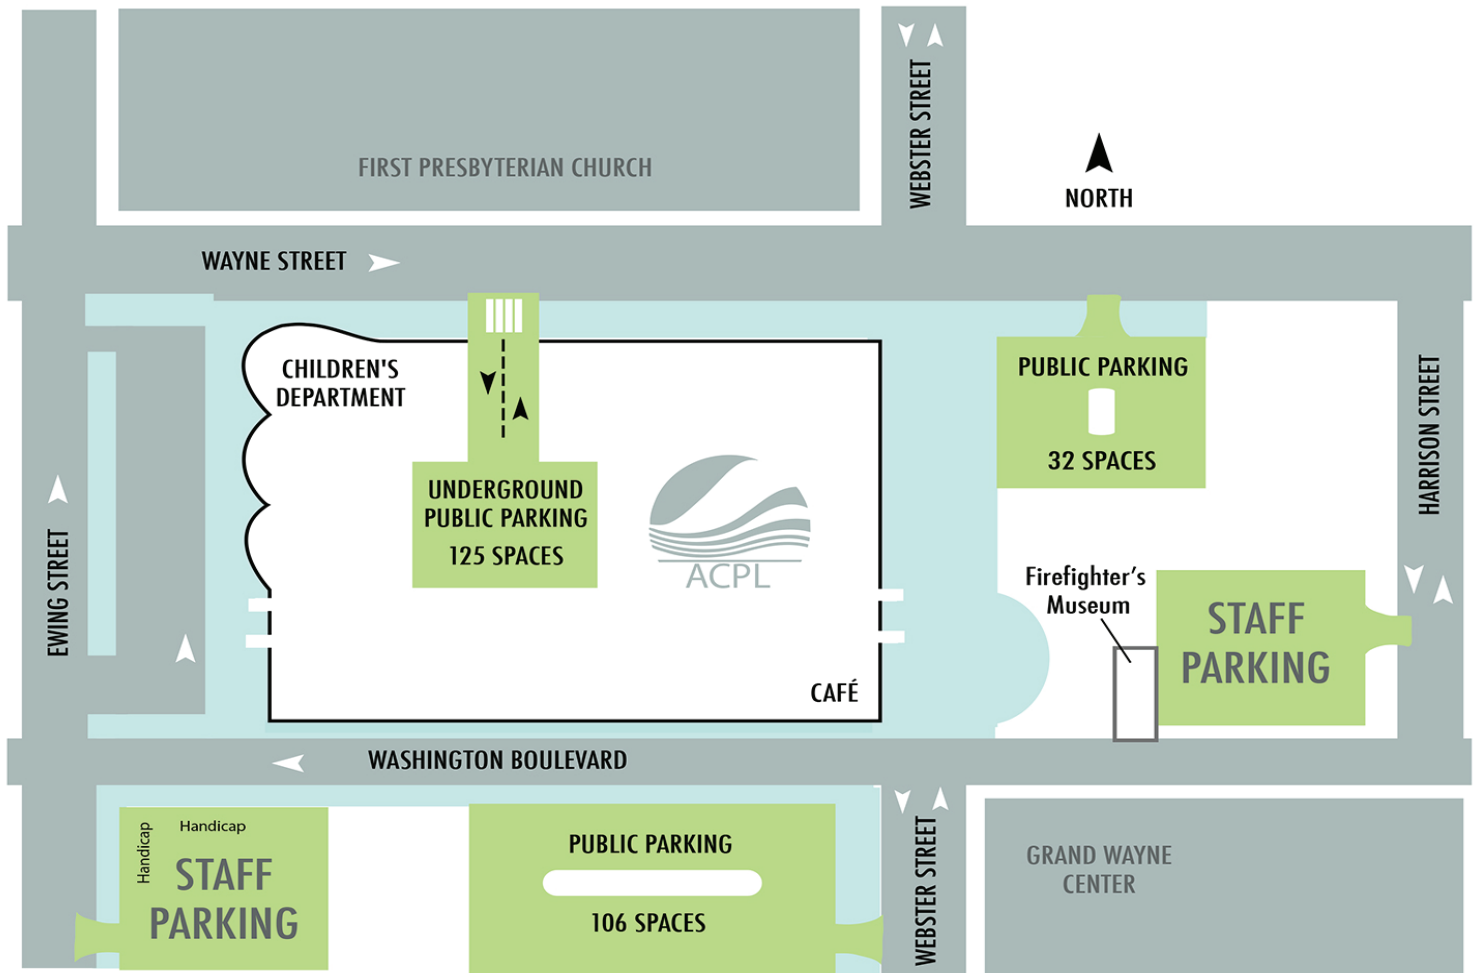 FIRST PRESBYTERIAN CHURCH
WEBSTER STREET
NORTH
WAYNE STREET
CHILDREN'S
DEPARTMENT
PUBLIC PARKING
32 SPACES
HARRISON STREET
UNDERGROUND
PUBLIC PARKING
125 SPACES
ACPL
EWING STREET
Firefighter’s
Museum
STAFF
PARKING
CAFÉ
WASHINGTON BOULEVARD
Handicap
Handicap
STAFF
PARKING
PUBLIC PARKING
106 SPACES
WEBSTER STREET
GRAND WAYNE
CENTER